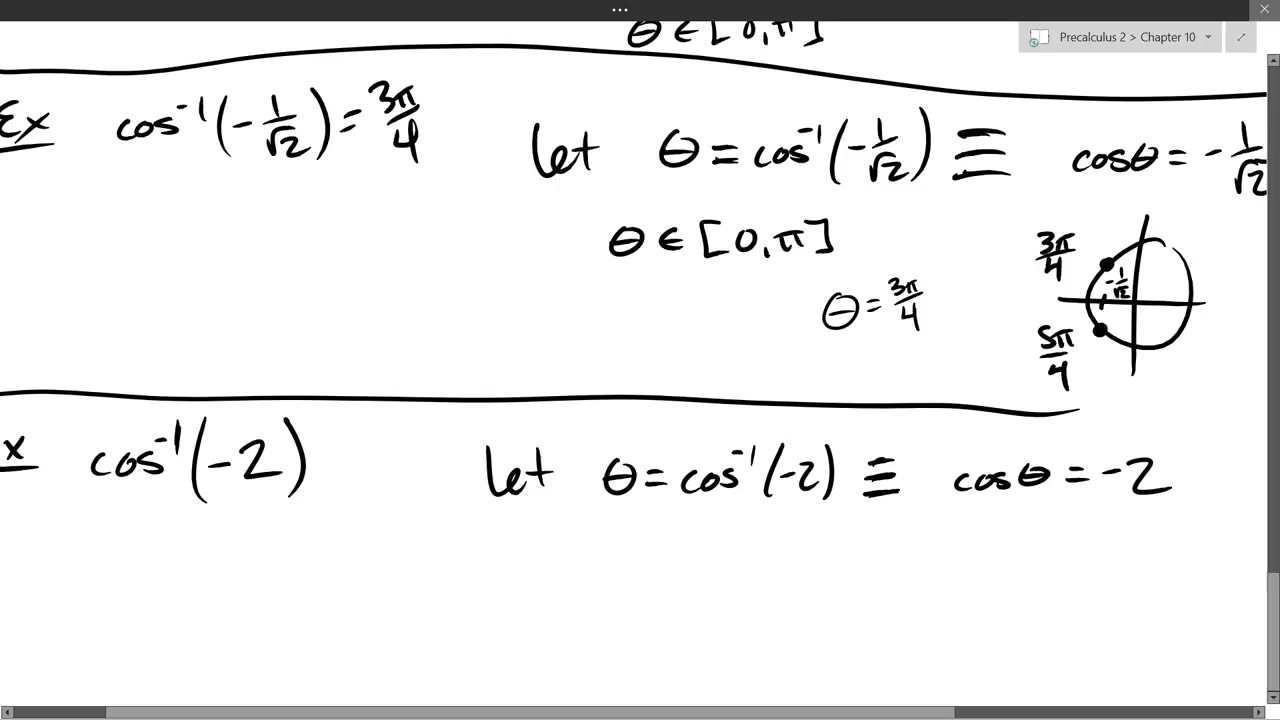 θ ∈ [0, π]
Precalculus 2 > Chapter 10
Ex cos⁻¹(-1/√2) = 3π/4 let θ = cos⁻¹(-1/√2) ≡ cosθ = -1/√2
θ ∈ [0, π]
3π/4
-1/√2
θ = 3π/4
5π/4
x cos⁻¹(-2) let θ = cos⁻¹(-2) ≡ cosθ = -2